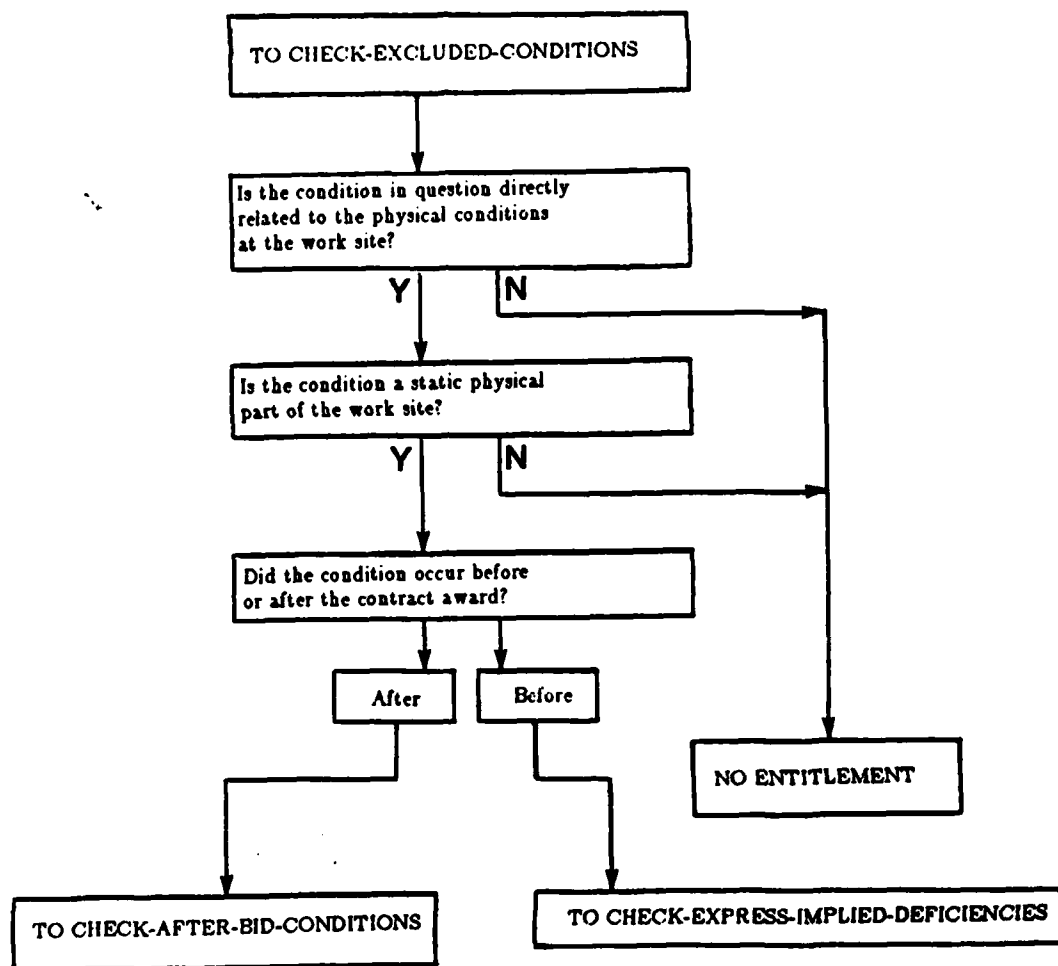 TO CHECK-EXCLUDED-CONDITIONS
Is the condition in question directly
related to the physical conditions
at the work site?
Y
N
Is the condition a static physical
part of the work site?
Y
N
Did the condition occur before
or after the contract award?
After
Before
NO ENTITLEMENT
TO CHECK-AFTER-BID-CONDITIONS
TO CHECK-EXPRESS-IMPLIED-DEFICIENCIES